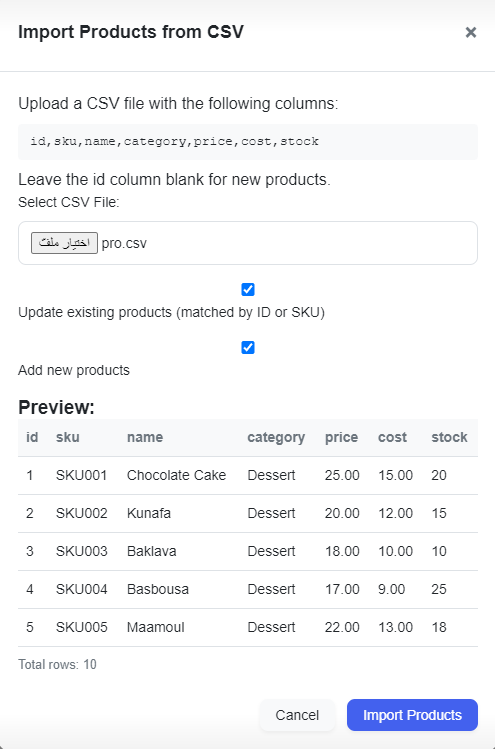 Import Products from CSV ×
Upload a CSV file with the following columns:
id,sku,name,category,price,cost,stock
Leave the id column blank for new products.
Select CSV File:
اختيار ملف pro.csv
Update existing products (matched by ID or SKU)
Add new products
Preview:
id sku name category price cost stock
1 SKU001 Chocolate Cake Dessert 25.00 15.00 20
2 SKU002 Kunafa Dessert 20.00 12.00 15
3 SKU003 Baklava Dessert 18.00 10.00 10
4 SKU004 Basbousa Dessert 17.00 9.00 25
5 SKU005 Maamoul Dessert 22.00 13.00 18
Total rows: 10
Cancel Import Products